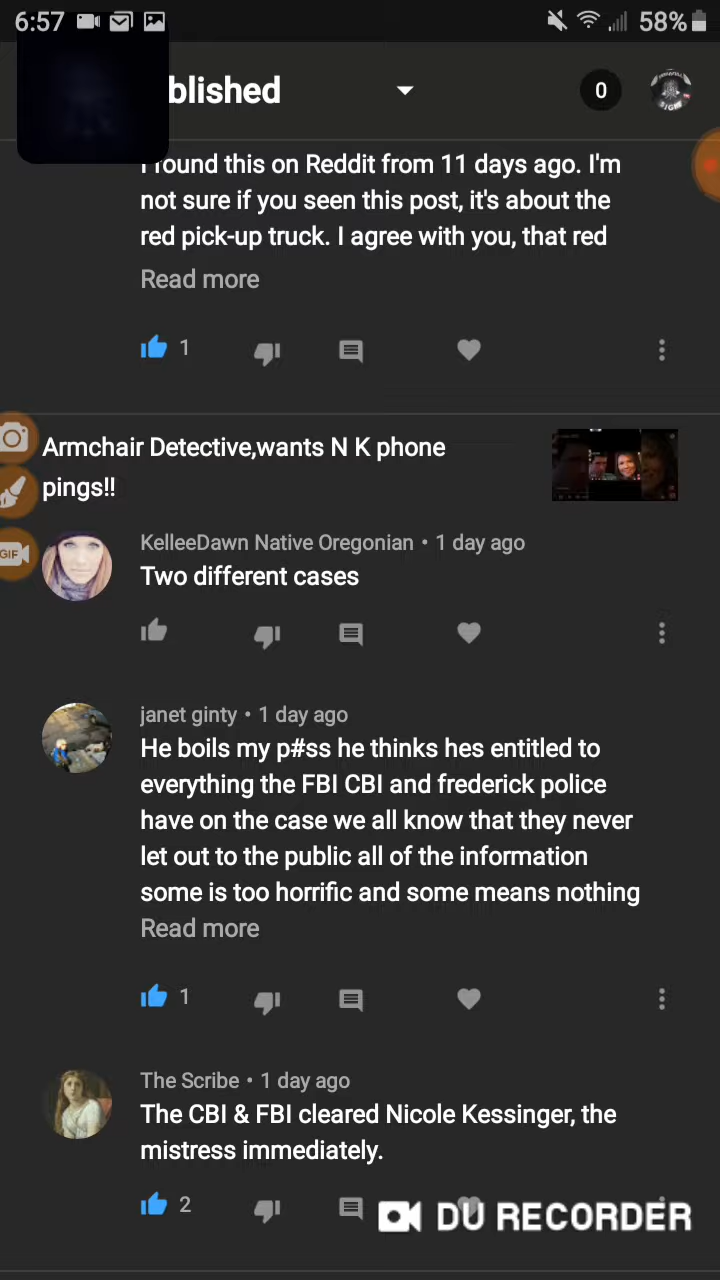 6:57
58%
blished
0
I found this on Reddit from 11 days ago. I'm
not sure if you seen this post, it's about the
red pick-up truck. I agree with you, that red
Read more
1
Armchair Detective,wants N K phone
pings!!
GIF
KelleeDawn Native Oregonian • 1 day ago
Two different cases
janet ginty • 1 day ago
He boils my p#ss he thinks hes entitled to
everything the FBI CBI and frederick police
have on the case we all know that they never
let out to the public all of the information
some is too horrific and some means nothing
Read more
1
The Scribe • 1 day ago
The CBI & FBI cleared Nicole Kessinger, the
mistress immediately.
2
DU RECORDER